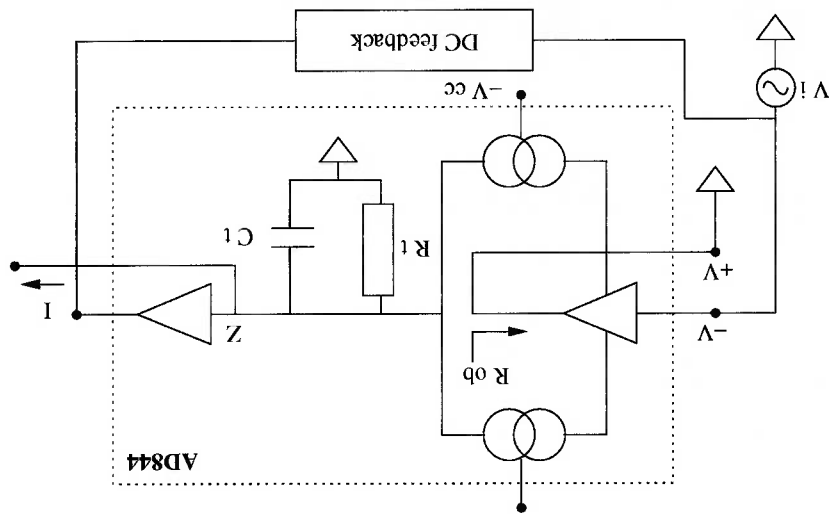 AD844
R ob
−V
+V
Z
I
R t
C t
V i
−V cc
DC feedback